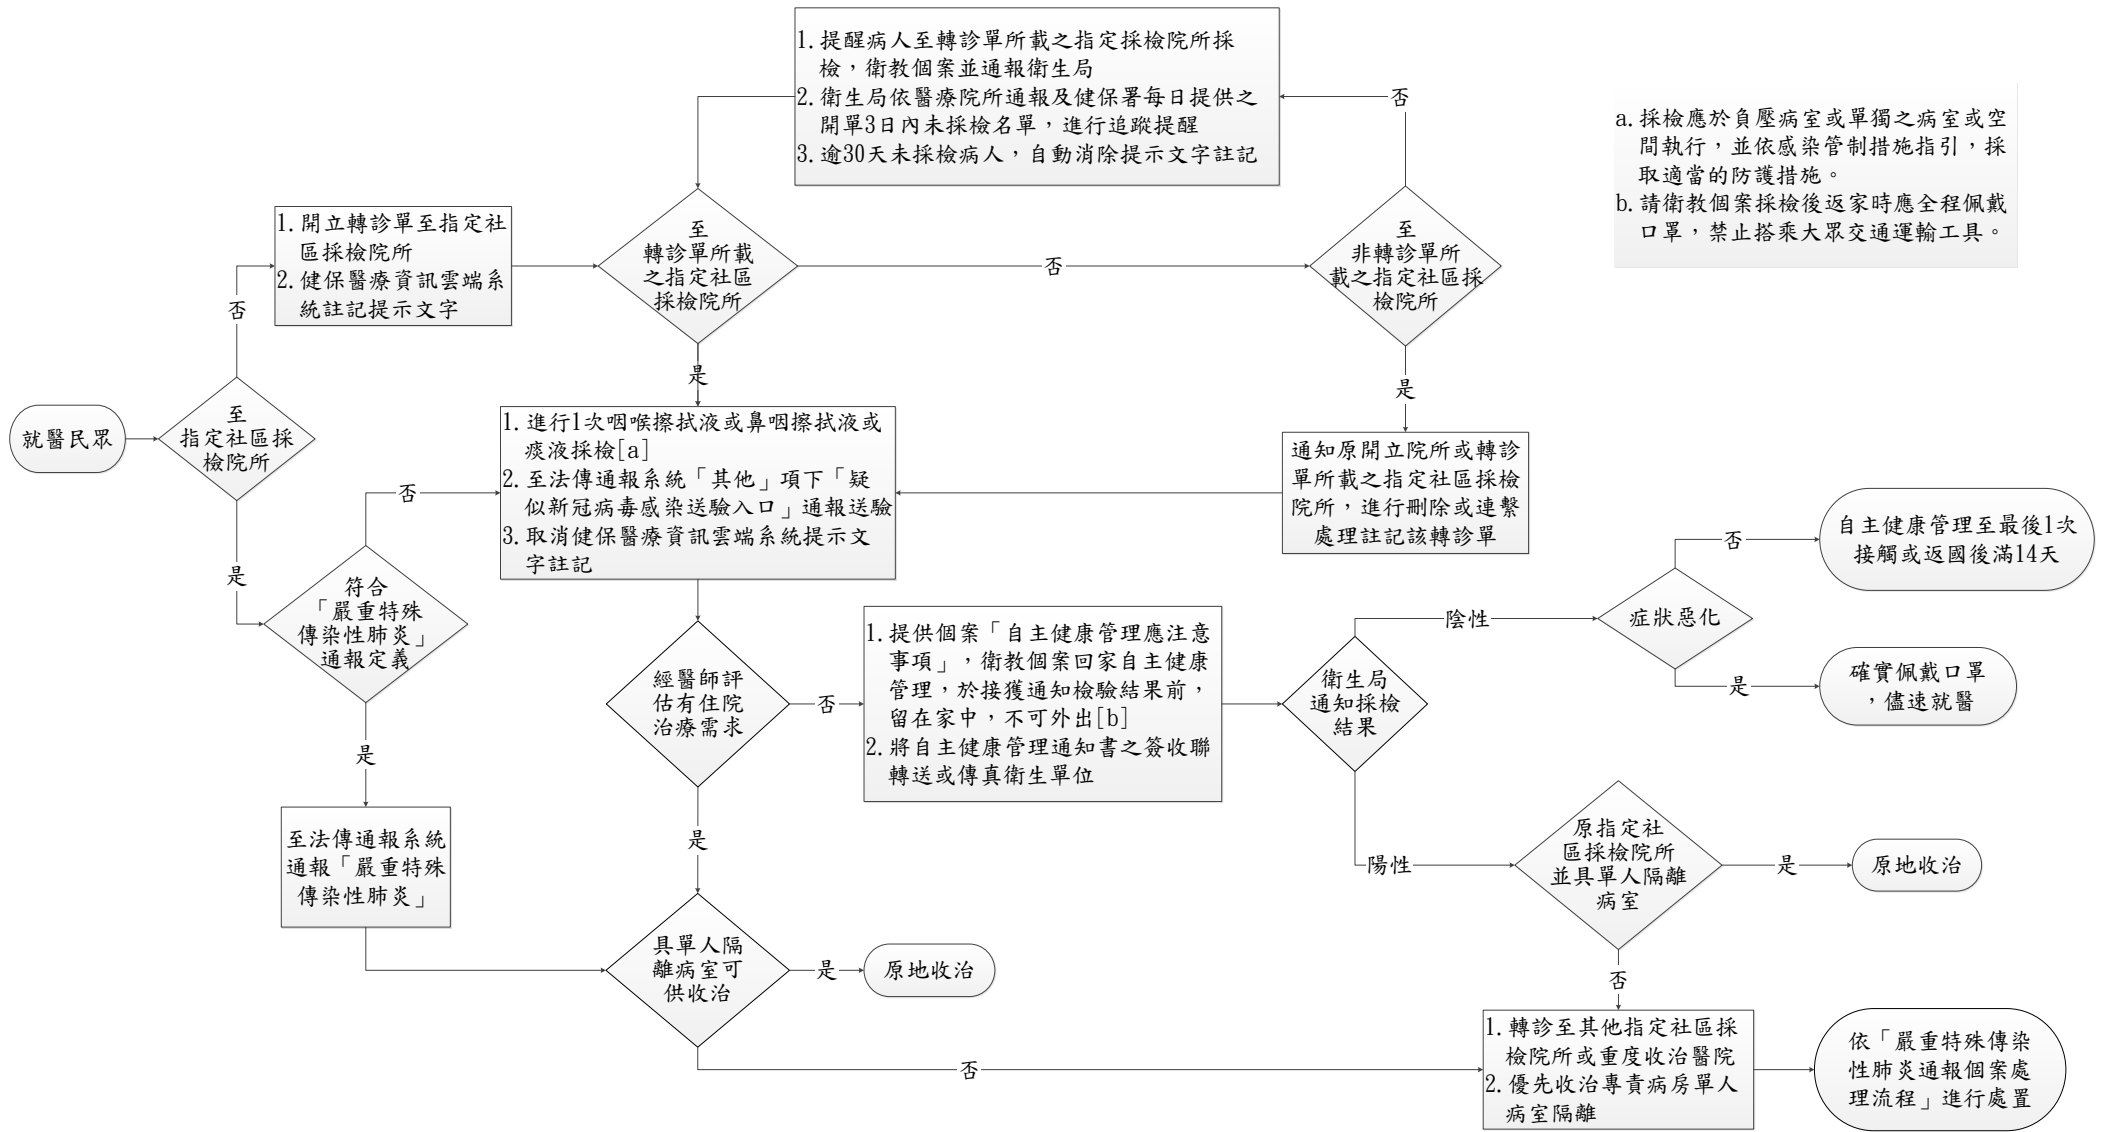 1.提醒病人至轉診單所載之指定採檢院所採
檢，衛教個案並通報衛生局
2.衛生局依醫療院所通報及健保署每日提供之
開單3日內未採檢名單，進行追蹤提醒
3.逾30天未採檢病人，自動消除提示文字註記
否
a.採檢應於負壓病室或單獨之病室或空
間執行，並依感染管制措施指引，採
取適當的防護措施。
b.請衛教個案採檢後返家時應全程佩戴
口罩，禁止搭乘大眾交通運輸工具。
1.開立轉診單至指定社
區採檢院所
2.健保醫療資訊雲端系
統註記提示文字
至
轉診單所載
之指定社區
採檢院所
否
至
非轉診單所
載之指定社區採
檢院所
否
是
是
就醫民眾
至
指定社區採
檢院所
1.進行1次咽喉擦拭液或鼻咽擦拭液或
痰液採檢[a]
2.至法傳通報系統「其他」項下「疑
似新冠病毒感染送驗入口」通報送驗
3.取消健保醫療資訊雲端系統提示文
字註記
通知原開立院所或轉診
單所載之指定社區採檢
院所，進行刪除或連繫
處理註記該轉診單
否
是
符合
「嚴重特殊
傳染性肺炎」
通報定義
是
至法傳通報系統
通報「嚴重特殊
傳染性肺炎」
經醫師評
估有住院
治療需求
否
1.提供個案「自主健康管理應注意
事項」，衛教個案回家自主健康
管理，於接獲通知檢驗結果前，
留在家中，不可外出[b]
2.將自主健康管理通知書之簽收聯
轉送或傳真衛生單位
衛生局
通知採檢
結果
陰性
症狀惡化
否
自主健康管理至最後1次
接觸或返國後滿14天
是
確實佩戴口罩
，儘速就醫
陽性
原指定社
區採檢院所
並具單人隔離
病室
是
原地收治
是
具單人隔
離病室可
供收治
是
原地收治
否
否
1.轉診至其他指定社區採
檢院所或重度收治醫院
2.優先收治專責病房單人
病室隔離
依「嚴重特殊傳染
性肺炎通報個案處
理流程」進行處置